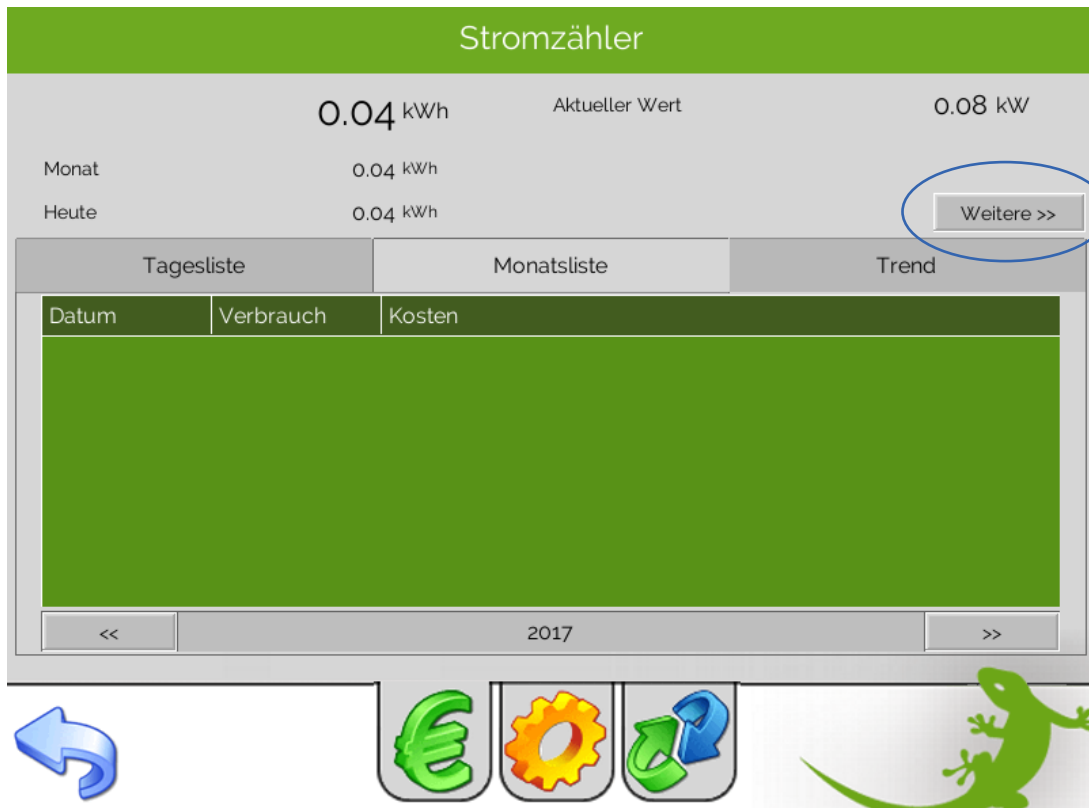 Stromzähler
0.04 kWh Aktueller Wert 0.08 kW
Monat 0.04 kWh
Heute 0.04 kWh Weitere >>
Tagesliste Monatsliste Trend
Datum Verbrauch Kosten
<< 2017 >>
€